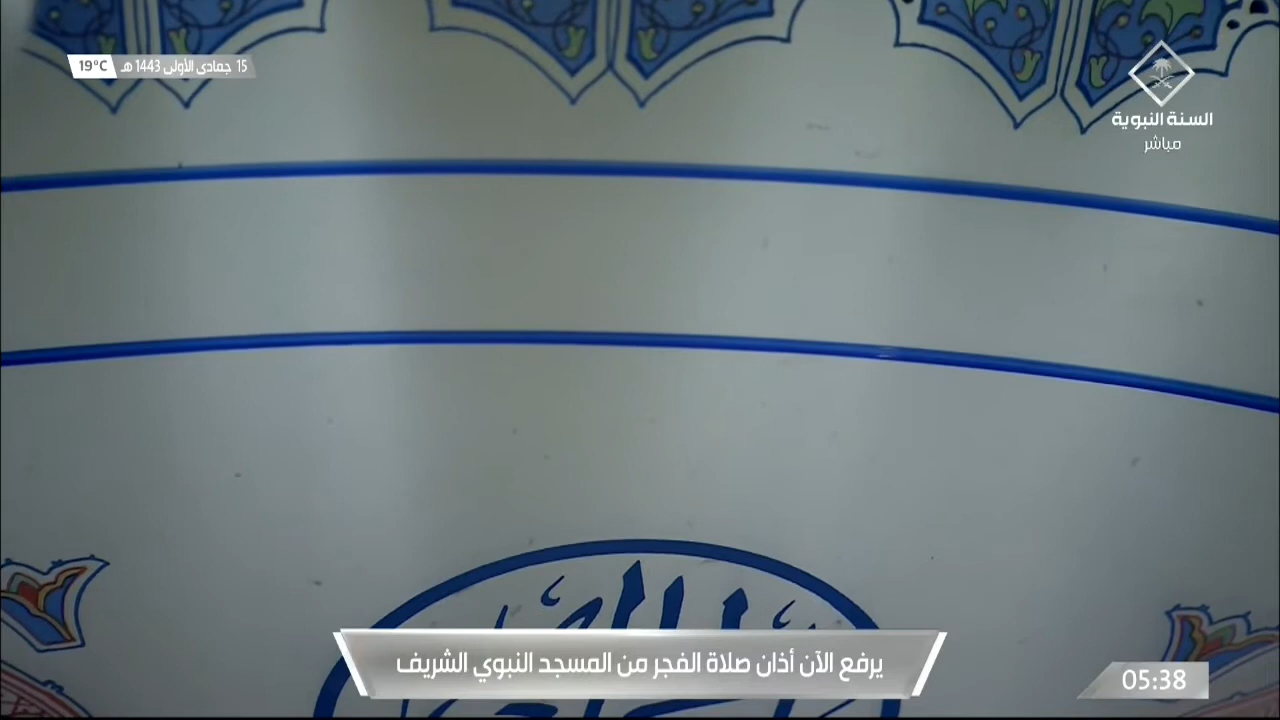 19°C 15 جمادى الأولى 1443 هـ
السنة النبوية
مباشر
يرفع الآن أذان صلاة الفجر من المسجد النبوي الشريف
05:38